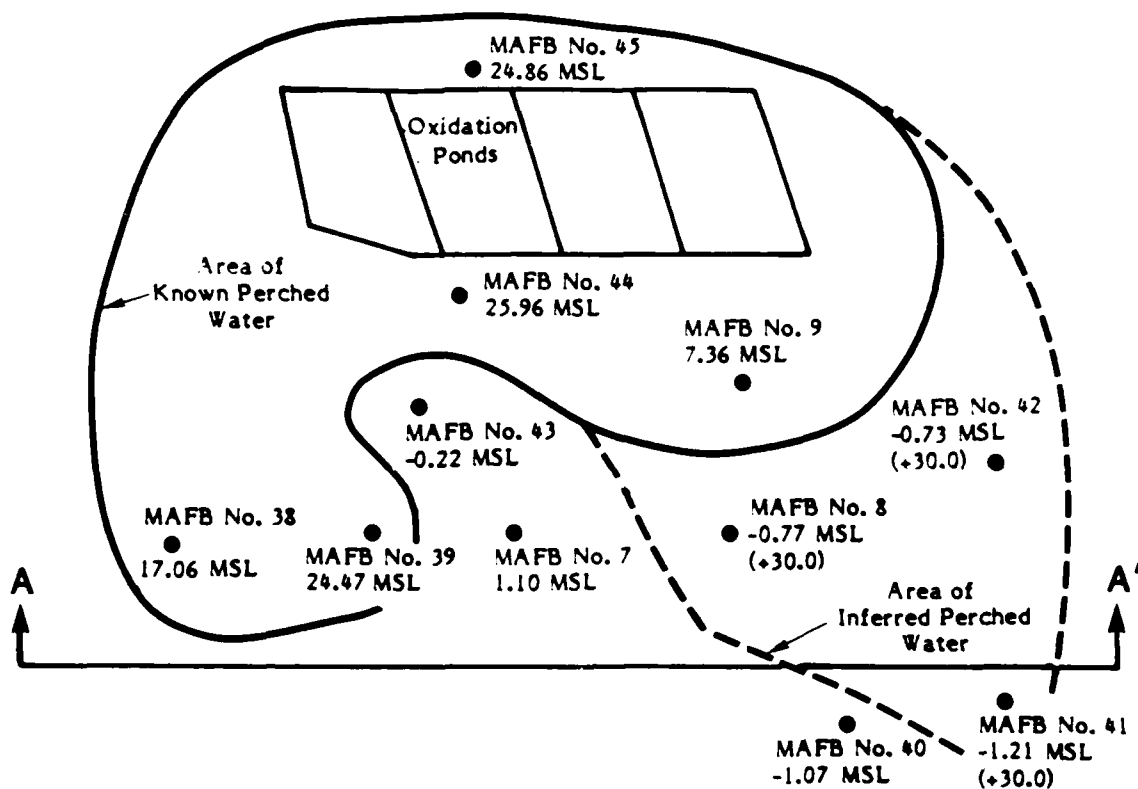 MAFB No. 45
24.86 MSL
Oxidation
Ponds
Area of
Known Perched
Water
MAFB No. 44
25.96 MSL
MAFB No. 9
7.36 MSL
MAFB No. 43
-0.22 MSL
MAFB No. 42
-0.73 MSL
(+30.0)
MAFB No. 38
17.06 MSL
MAFB No. 39
24.47 MSL
MAFB No. 7
1.10 MSL
MAFB No. 8
-0.77 MSL
(+30.0)
A
A'
Area of
Inferred Perched
Water
MAFB No. 40
-1.07 MSL
MAFB No. 41
-1.21 MSL
(+30.0)